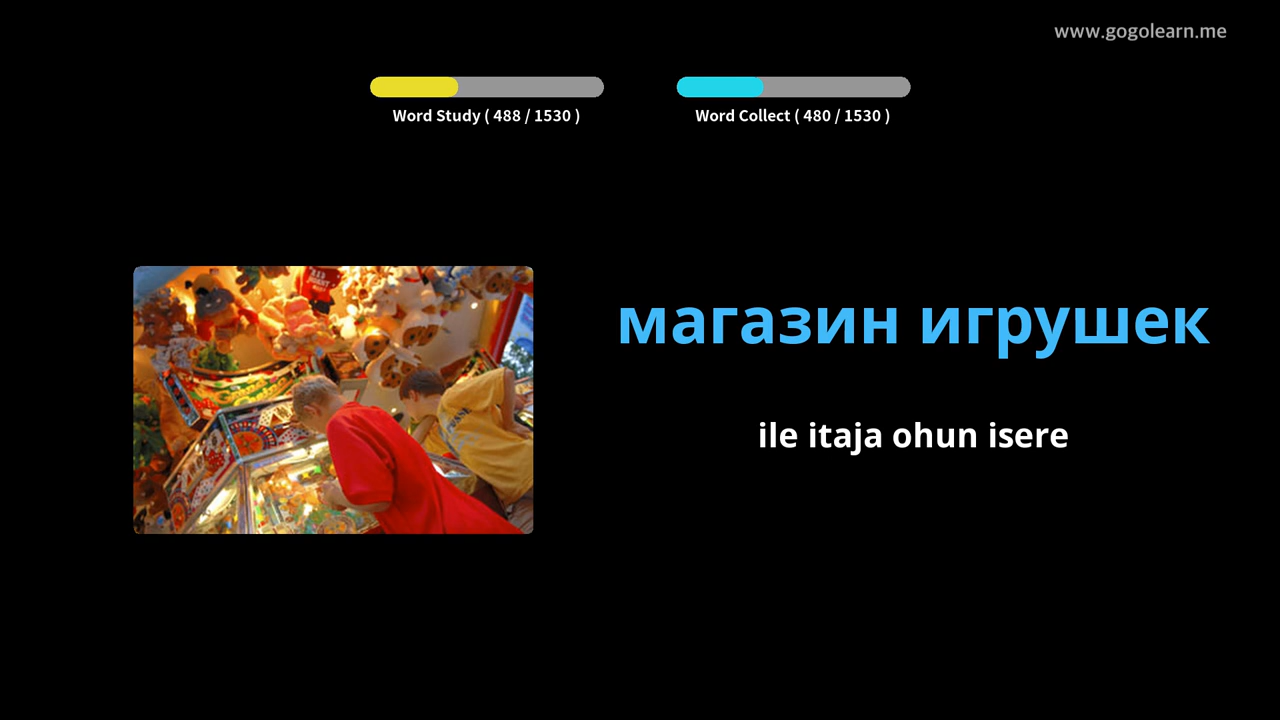 www.gogolearn.me
Word Study ( 488 / 1530 )
Word Collect ( 480 / 1530 )
магазин игрушек
ile itaja ohun isere